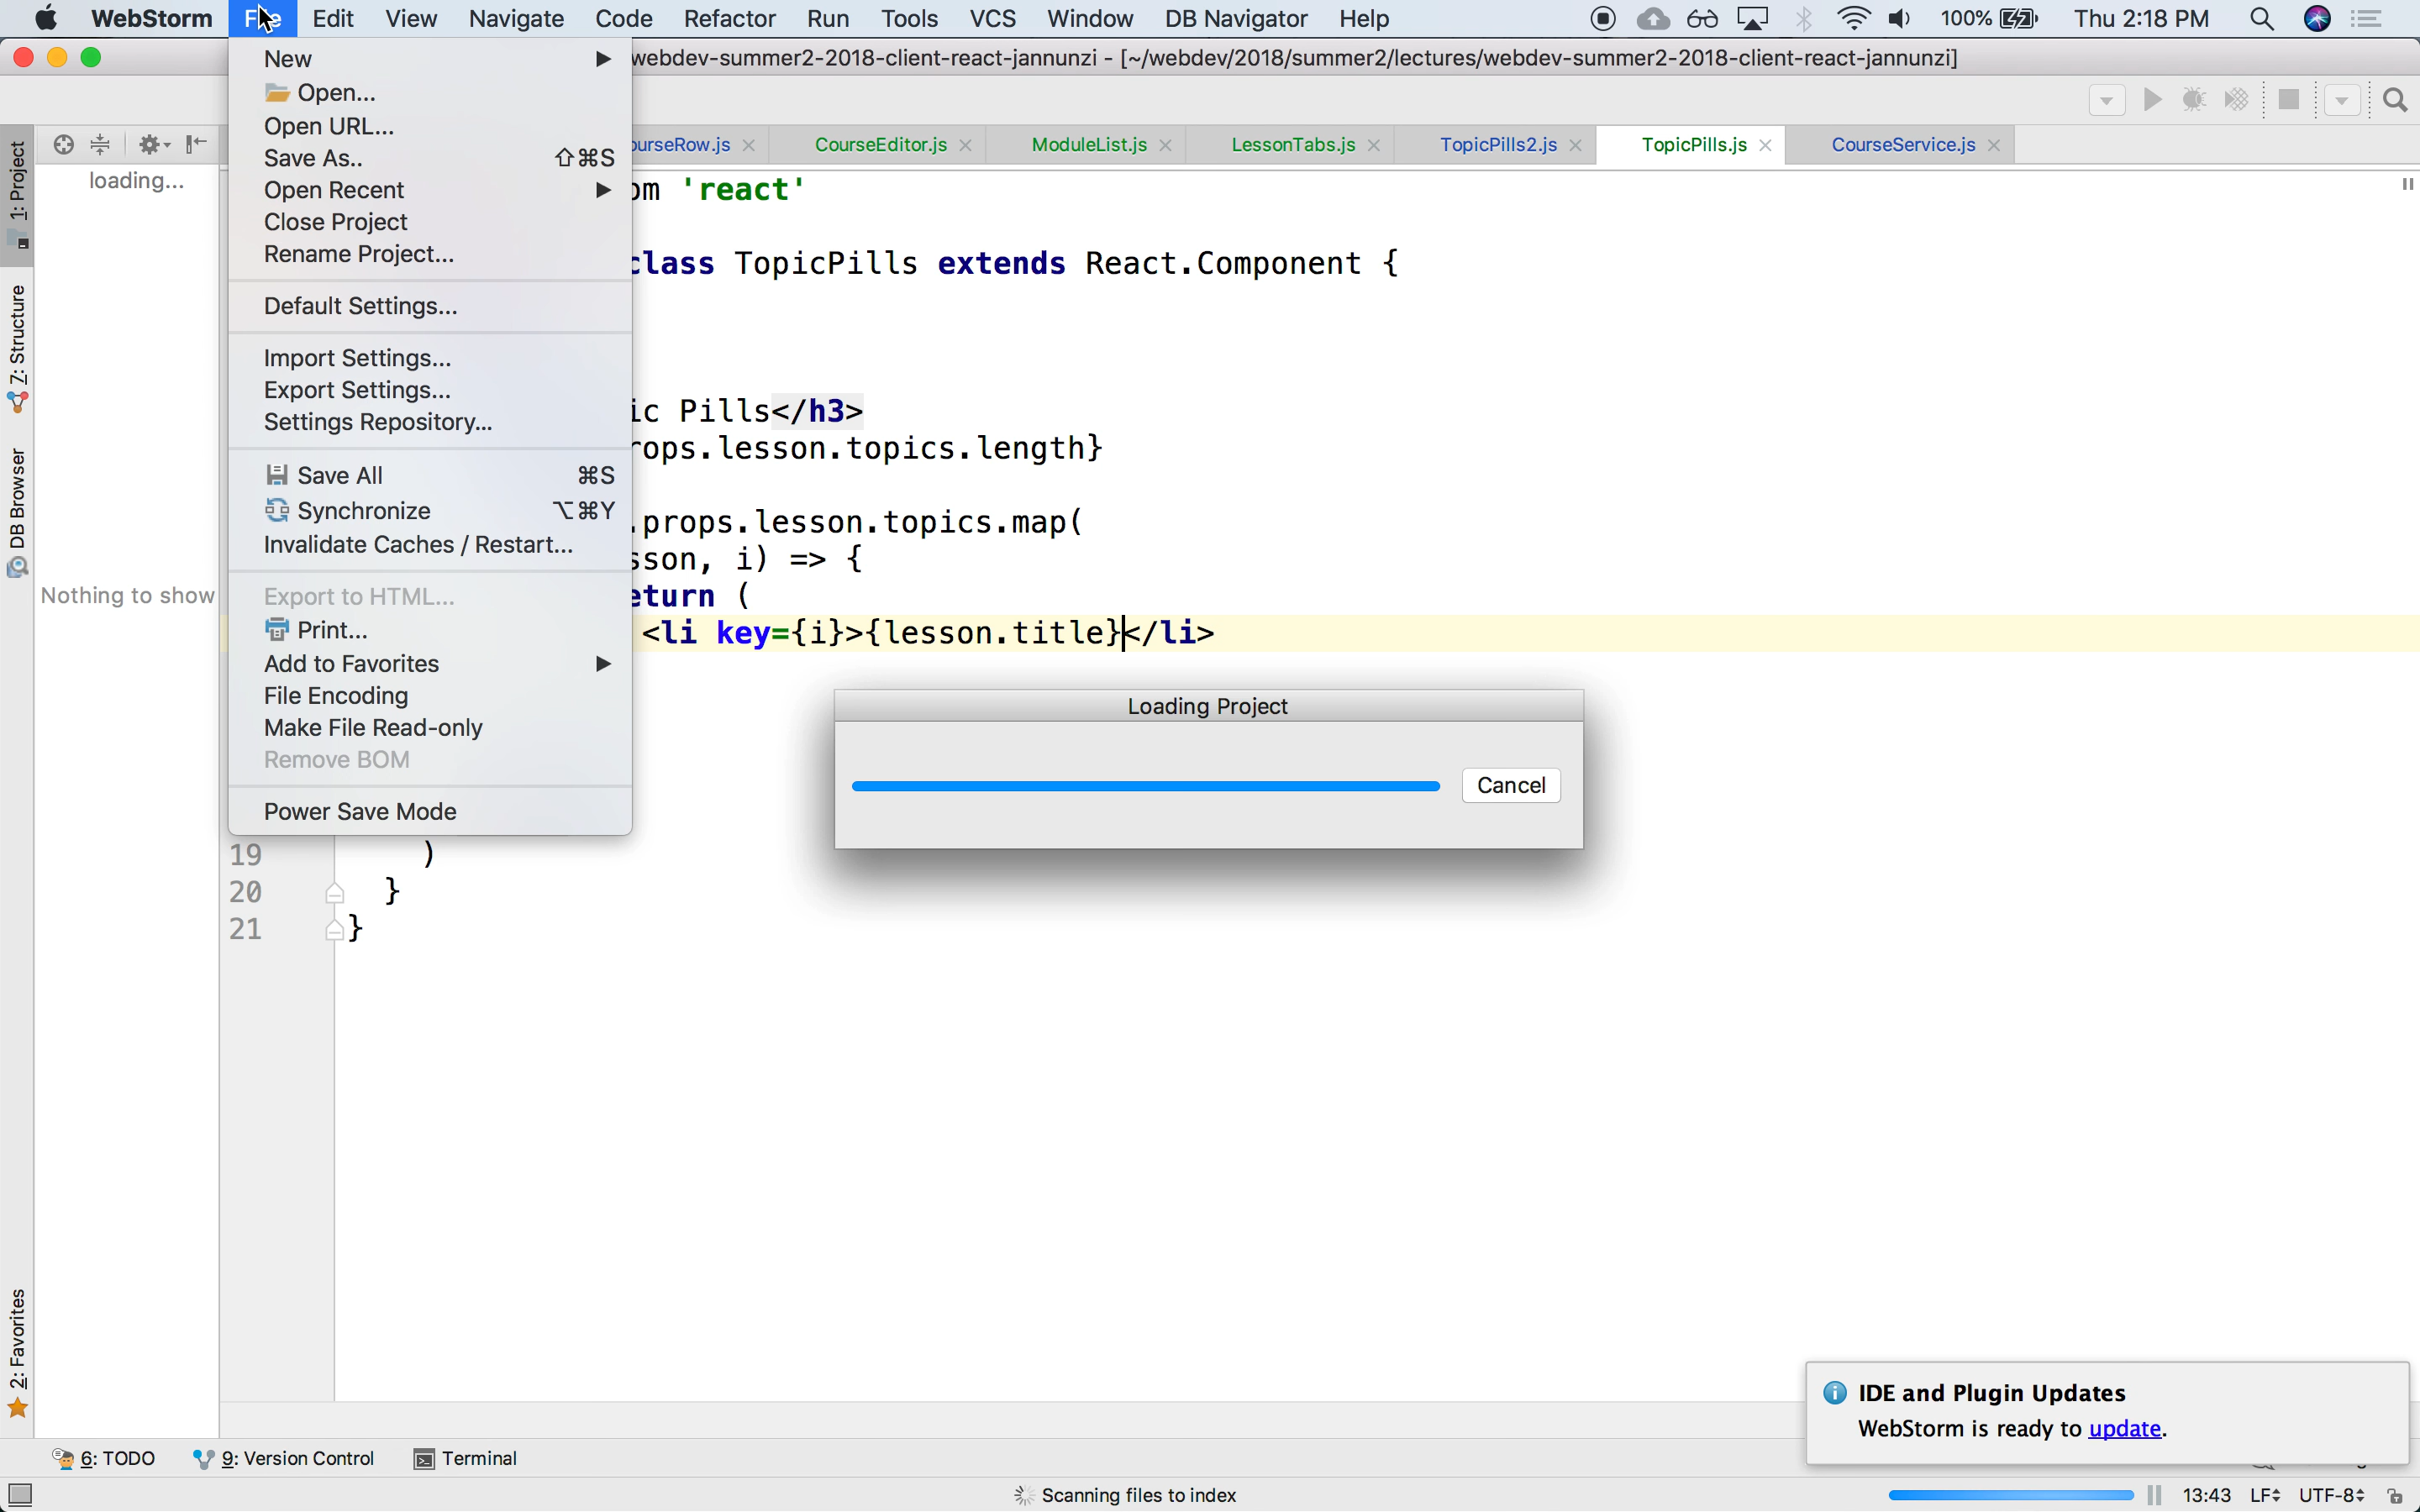 WebStorm File Edit View Navigate Code Refactor Run Tools VCS Window DB Navigator Help 100% Thu 2:18 PM
webdev-summer2-2018-client-react-jannunzi - [~/webdev/2018/summer2/lectures/webdev-summer2-2018-client-react-jannunzi]
New
Open...
Open URL...
Save As.. ⇧⌘S
Open Recent
Close Project
Rename Project...
Default Settings...
Import Settings...
Export Settings...
Settings Repository...
Save All ⌘S
Synchronize ⌥⌘Y
Invalidate Caches / Restart...
Export to HTML...
Print...
Add to Favorites
File Encoding
Make File Read-only
Remove BOM
Power Save Mode
1: Project
7: Structure
DB Browser
2: Favorites
loading...
Nothing to show
ourseRow.js CourseEditor.js ModuleList.js LessonTabs.js TopicPills2.js TopicPills.js CourseService.js
om 'react'
class TopicPills extends React.Component {
ic Pills</h3>
rops.lesson.topics.length}
.props.lesson.topics.map(
sson, i) => {
eturn (
<li key={i}>{lesson.title}</li>
19 )
20 }
21 }
Loading Project
Cancel
IDE and Plugin Updates
WebStorm is ready to update.
6: TODO 9: Version Control Terminal
Scanning files to index 13:43 LF UTF-8